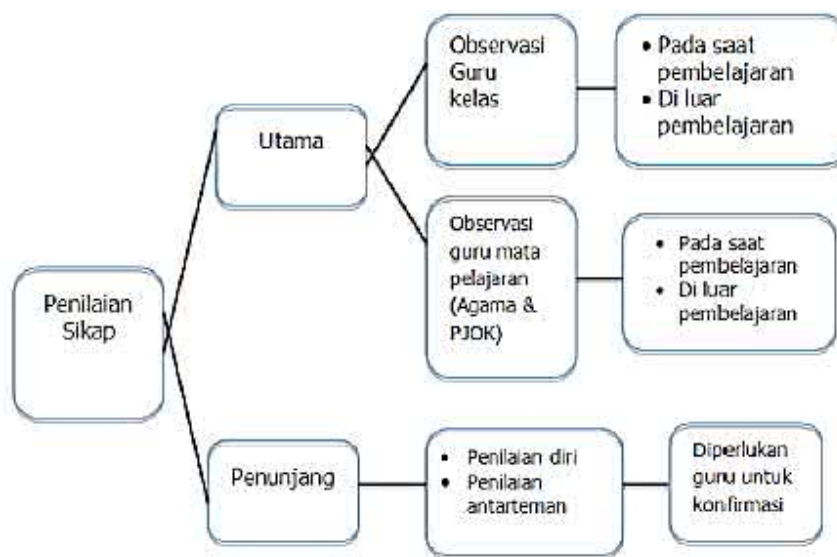 Observasi
Guru
kelas
• Pada saat
pembelajaran
• Di luar
pembelajaran
Utama
Observasi
guru mata
pelajaran
(Agama &
PJOK)
• Pada saat
pembelajaran
• Di luar
pembelajaran
Penilaian
Sikap
Penunjang
• Penilaian diri
• Penilaian
antarteman
Diperlukan
guru untuk
konfirmasi